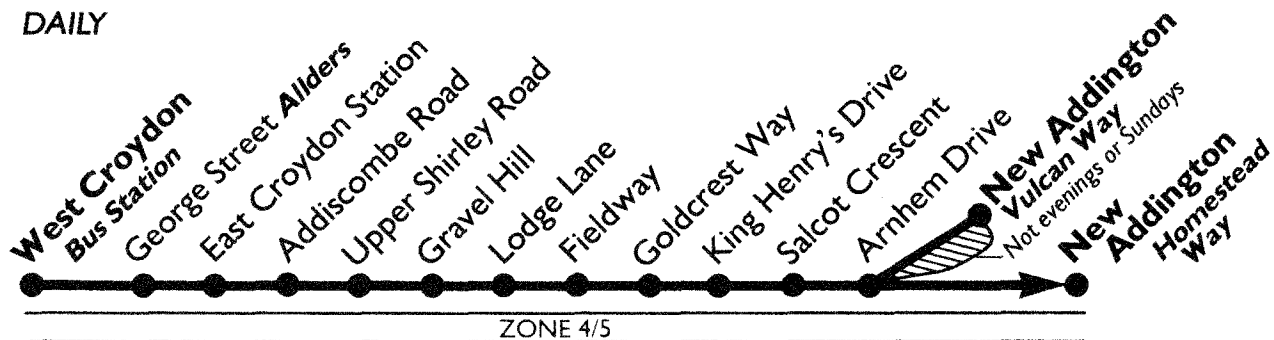 DAILY
West Croydon
Bus Station
George Street Allders
East Croydon Station
Addiscombe Road
Upper Shirley Road
Gravel Hill
Lodge Lane
Fieldway
Goldcrest Way
King Henry's Drive
Salcot Crescent
Arnhem Drive
New Addington
Vulcan Way
Not evenings or Sundays
New
Addington
Homestead
Way
ZONE 4/5